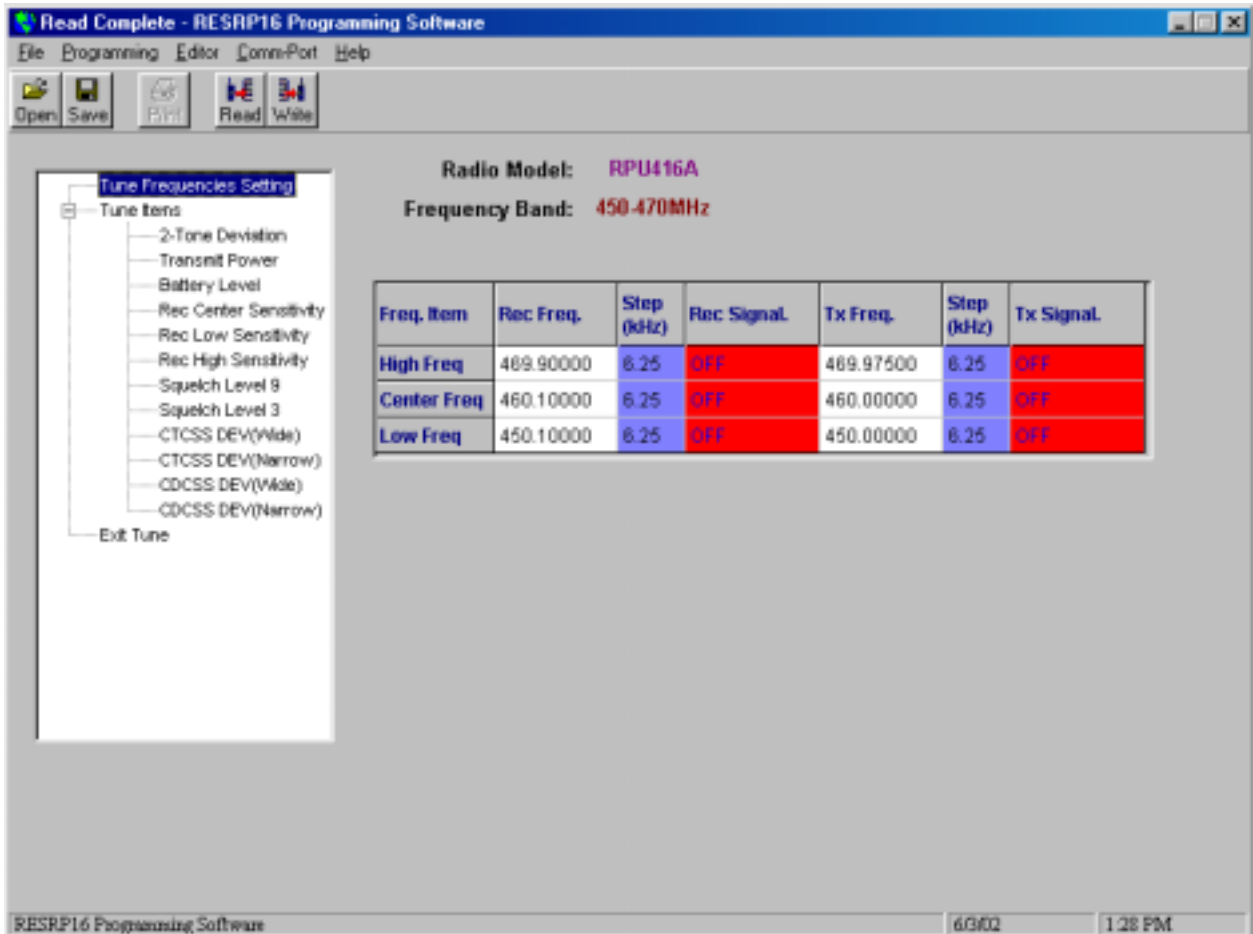 Read Complete - RESRP16 Programming Software
File Programming Editor Comm-Port Help
Open Save Print Read Write
Tune Frequencies Setting
Tune Items
2-Tone Deviation
Transmit Power
Battery Level
Rec Center Sensitivity
Rec Low Sensitivity
Rec High Sensitivity
Squelch Level 9
Squelch Level 3
CTCSS DEV(Wide)
CTCSS DEV(Narrow)
CDCSS DEV(Wide)
CDCSS DEV(Narrow)
Exit Tune
Radio Model: RPU416A
Frequency Band: 450-470MHz
Freq. Item Rec Freq. Step (kHz) Rec Signal. Tx Freq. Step (kHz) Tx Signal.
High Freq 469.90000 6.25 OFF 469.97500 6.25 OFF
Center Freq 460.10000 6.25 OFF 460.00000 6.25 OFF
Low Freq 450.10000 6.25 OFF 450.00000 6.25 OFF
RESRP16 Programming Software 6/3/02 1:28 PM